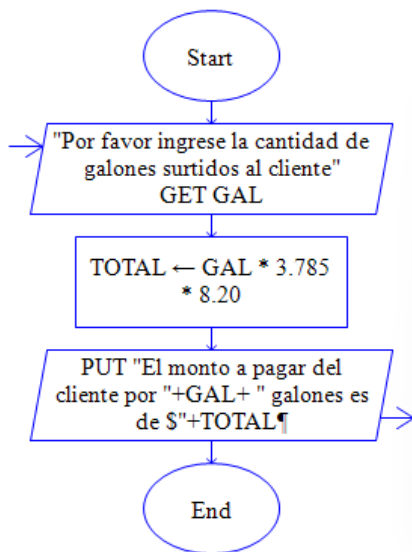 Start
"Por favor ingrese la cantidad de
galones surtidos al cliente"
GET GAL
TOTAL ← GAL * 3.785
* 8.20
PUT "El monto a pagar del
cliente por "+GAL+ " galones es
de $"+TOTAL¶
End